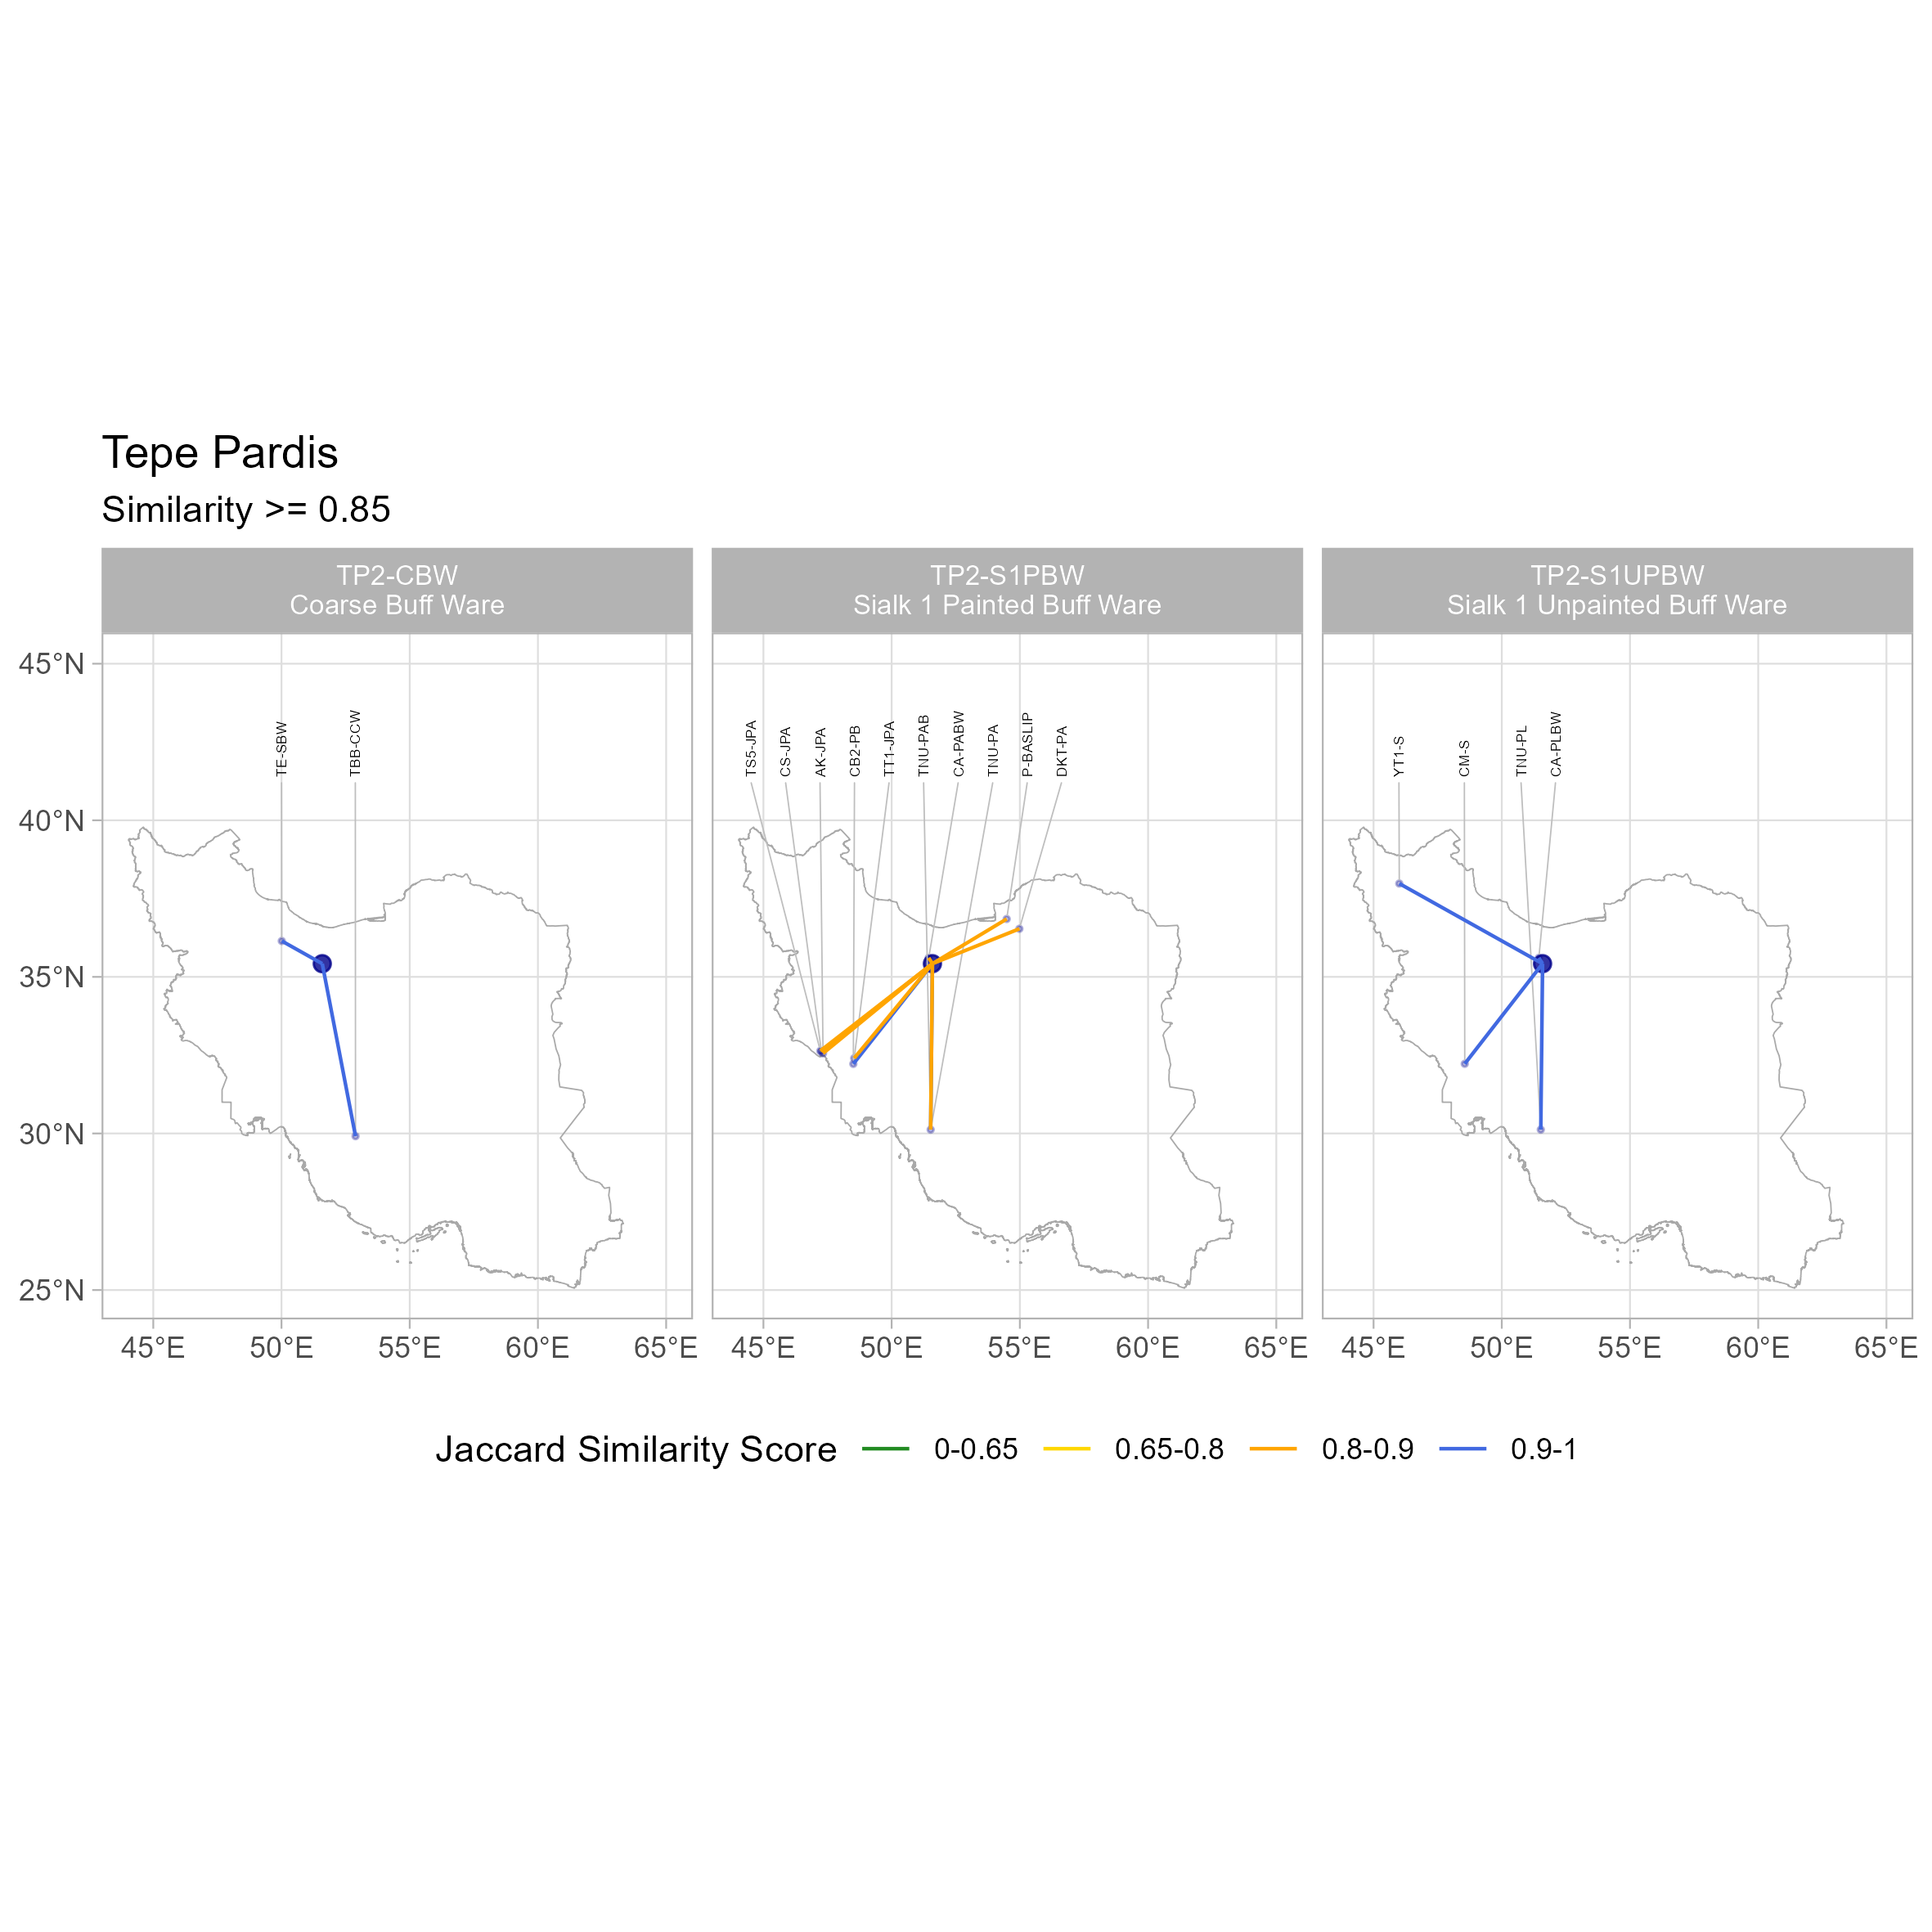 Tepe Pardis
Similarity >= 0.85
TP2-CBW
Coarse Buff Ware
TP2-S1PBW
Sialk 1 Painted Buff Ware
TP2-S1UPBW
Sialk 1 Unpainted Buff Ware
45°N
40°N
35°N
30°N
25°N
TE-SBW
TBB-CCW
TS5-JPA
CS-JPA
AK-JPA
CB2-PB
TT1-JPA
TNU-PAB
CA-PABW
TNU-PA
P-BASLIP
DKT-PA
YT1-S
CM-S
TNU-PL
CA-PLBW
45°E 50°E 55°E 60°E 65°E
45°E 50°E 55°E 60°E 65°E
45°E 50°E 55°E 60°E 65°E
Jaccard Similarity Score 0-0.65 0.65-0.8 0.8-0.9 0.9-1